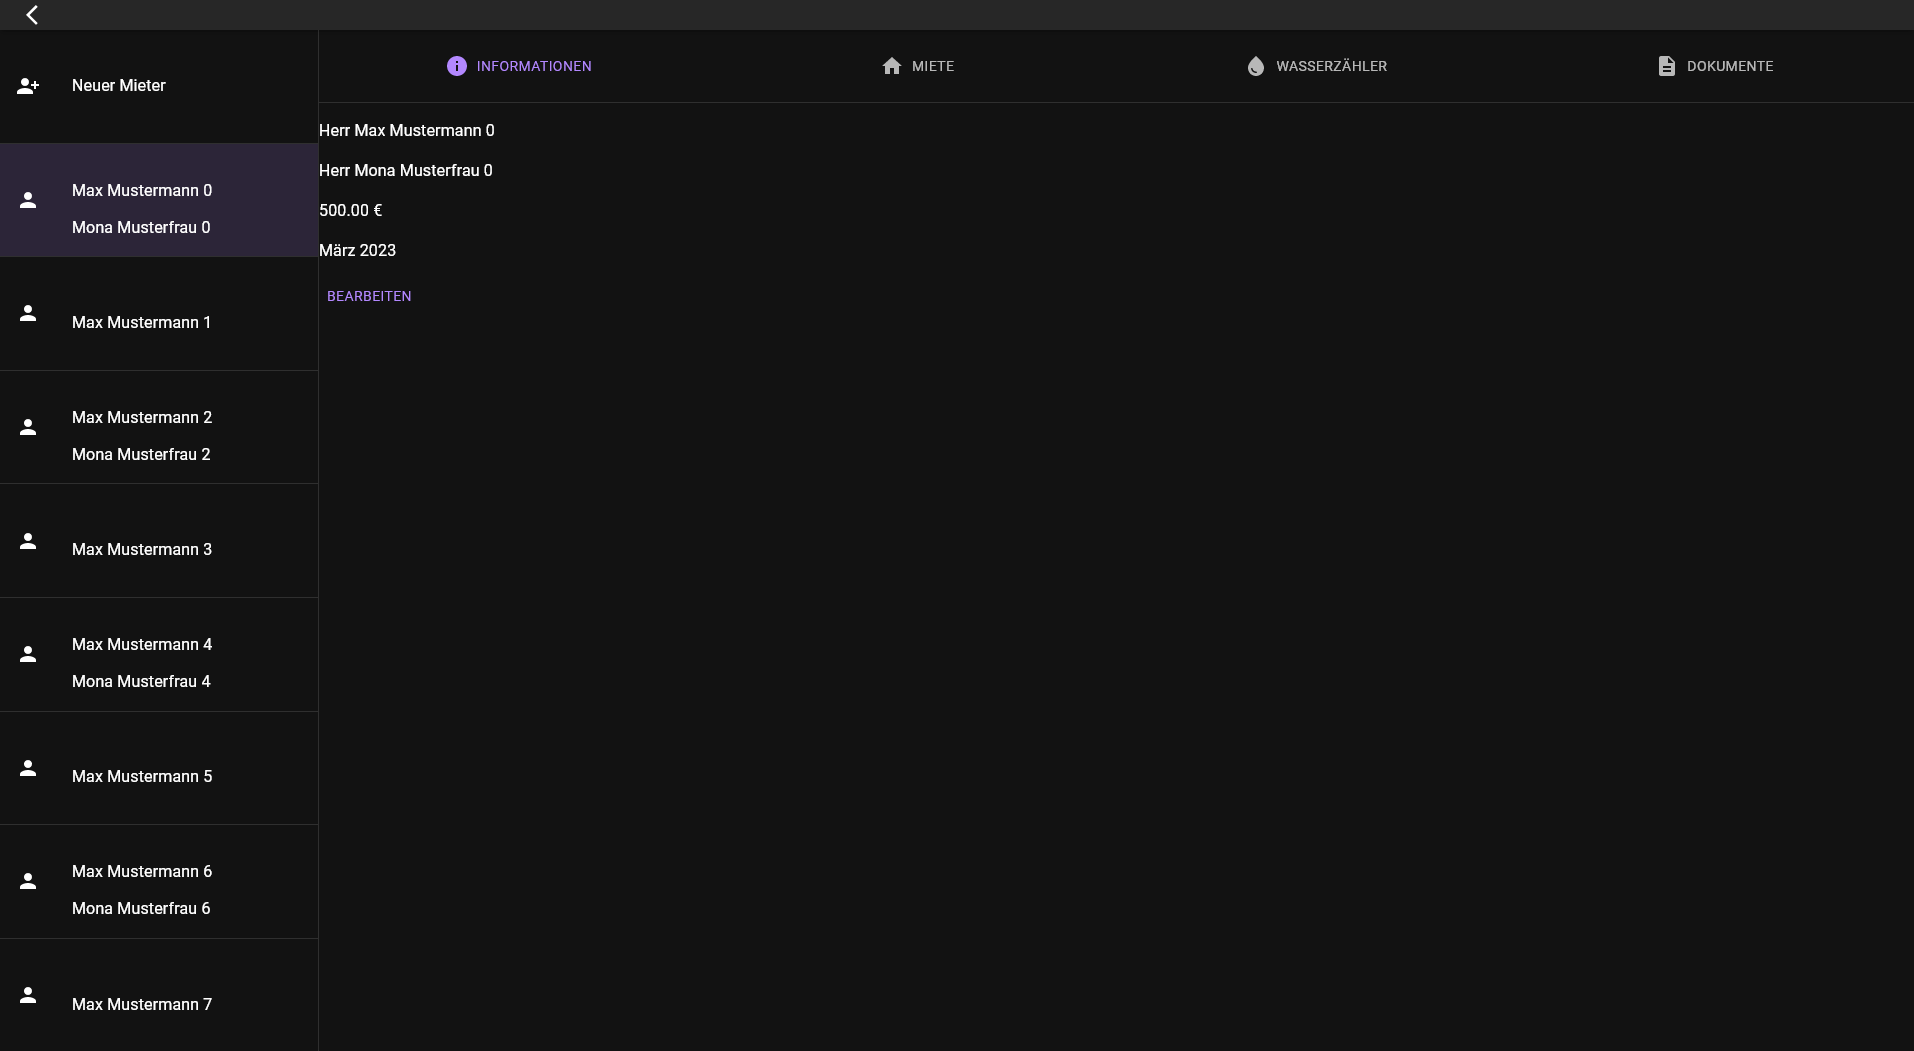 Neuer Mieter
Max Mustermann 0
Mona Musterfrau 0
Max Mustermann 1
Max Mustermann 2
Mona Musterfrau 2
Max Mustermann 3
Max Mustermann 4
Mona Musterfrau 4
Max Mustermann 5
Max Mustermann 6
Mona Musterfrau 6
Max Mustermann 7
INFORMATIONEN
MIETE
WASSERZÄHLER
DOKUMENTE
Herr Max Mustermann 0
Herr Mona Musterfrau 0
500.00 €
März 2023
BEARBEITEN